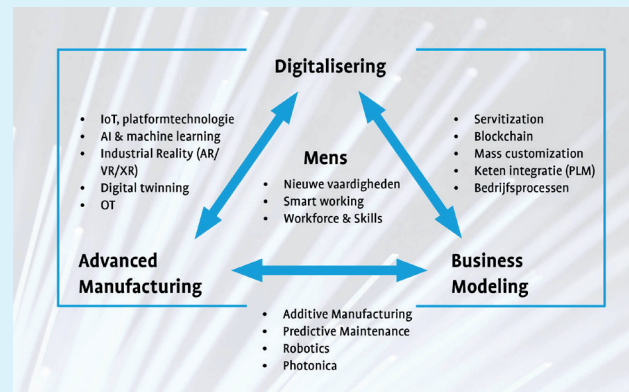 Digitalisering
• IoT, platformtechnologie
• AI & machine learning
• Industrial Reality (AR/
VR/XR)
• Digital twinning
• OT
Mens
• Nieuwe vaardigheden
• Smart working
• Workforce & Skills
• Servitization
• Blockchain
• Mass customization
• Keten integratie (PLM)
• Bedrijfsprocessen
Advanced
Manufacturing
Business
Modeling
• Additive Manufacturing
• Predictive Maintenance
• Robotics
• Photonica